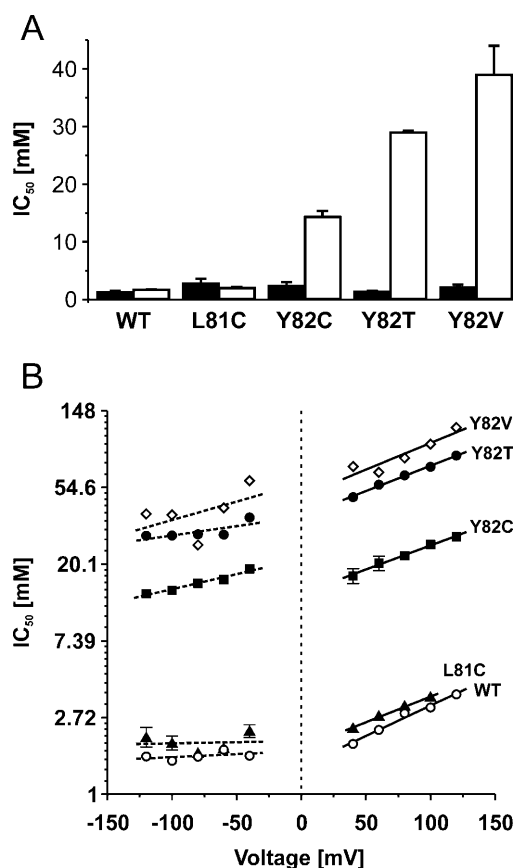 A
40
30
20
10
0
IC₅₀ [mM]
WT L81C Y82C Y82T Y82V
B
148
54.6
20.1
7.39
2.72
1
IC₅₀ [mM]
Y82V
Y82T
Y82C
L81C
WT
-150 -100 -50 0 50 100 150
Voltage [mV]